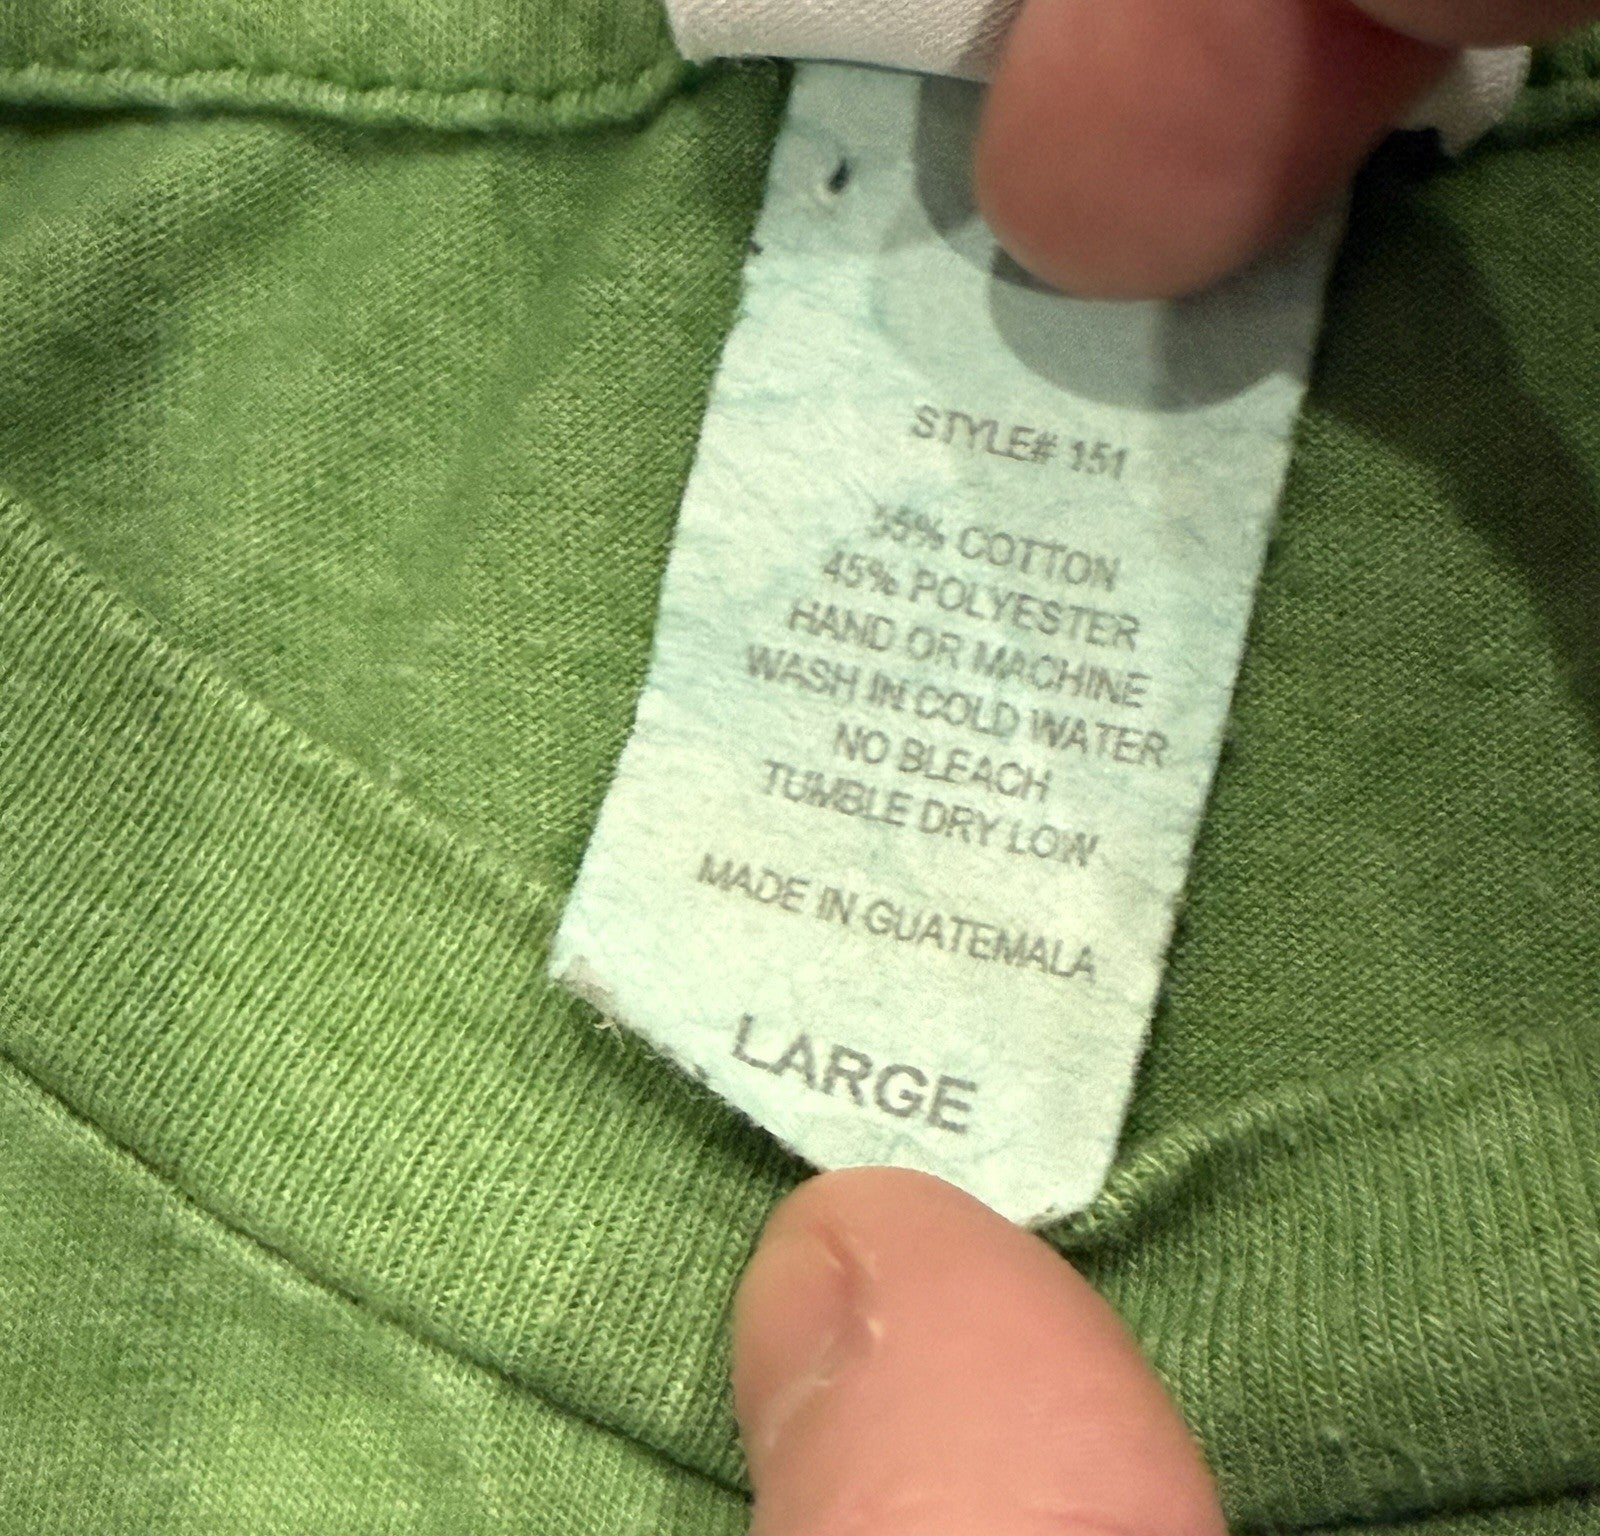 STYLE# 151
55% COTTON
45% POLYESTER
HAND OR MACHINE
WASH IN COLD WATER
NO BLEACH
TUMBLE DRY LOW
MADE IN GUATEMALA
LARGE